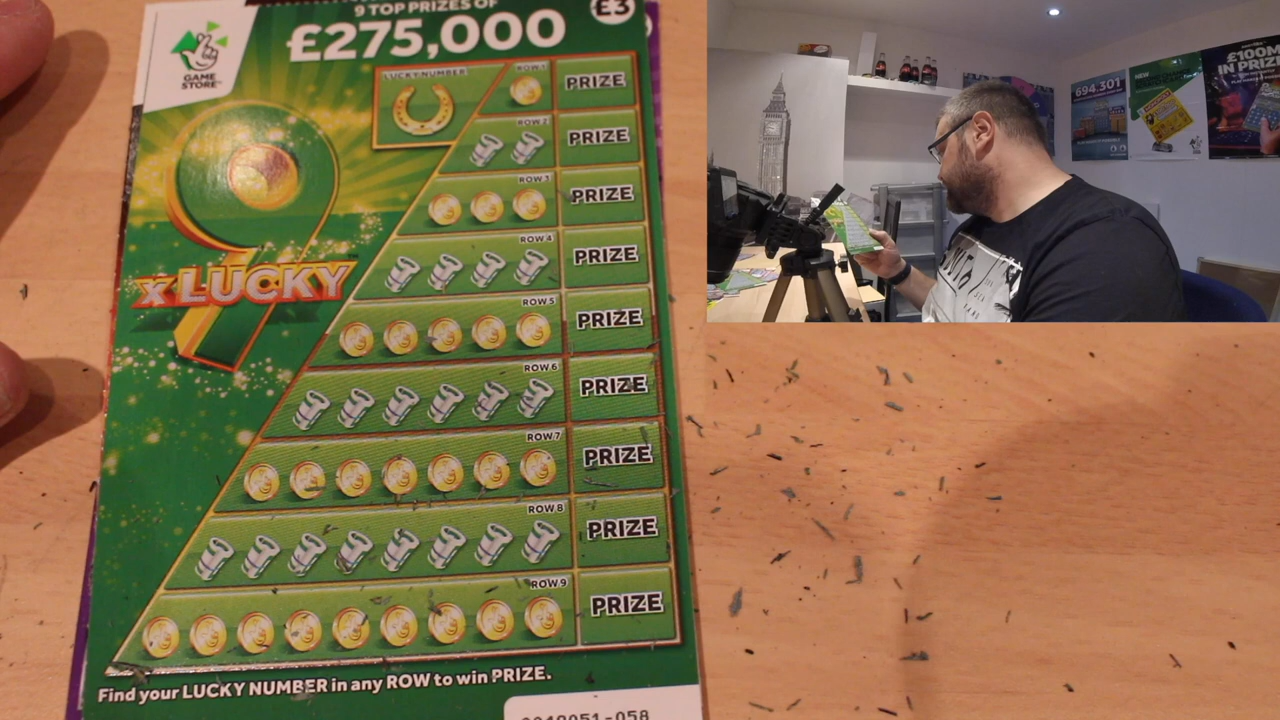 9 TOP PRIZES OF
£275,000
£3
GAME
STORE
LUCKY NUMBER
9
x LUCKY
ROW 1
PRIZE
ROW 2
PRIZE
ROW 3
PRIZE
ROW 4
PRIZE
ROW 5
PRIZE
ROW 6
PRIZE
ROW 7
PRIZE
ROW 8
PRIZE
ROW 9
PRIZE
Find your LUCKY NUMBER in any ROW to win PRIZE.
694,301
NEW
£100M
IN PRIZE